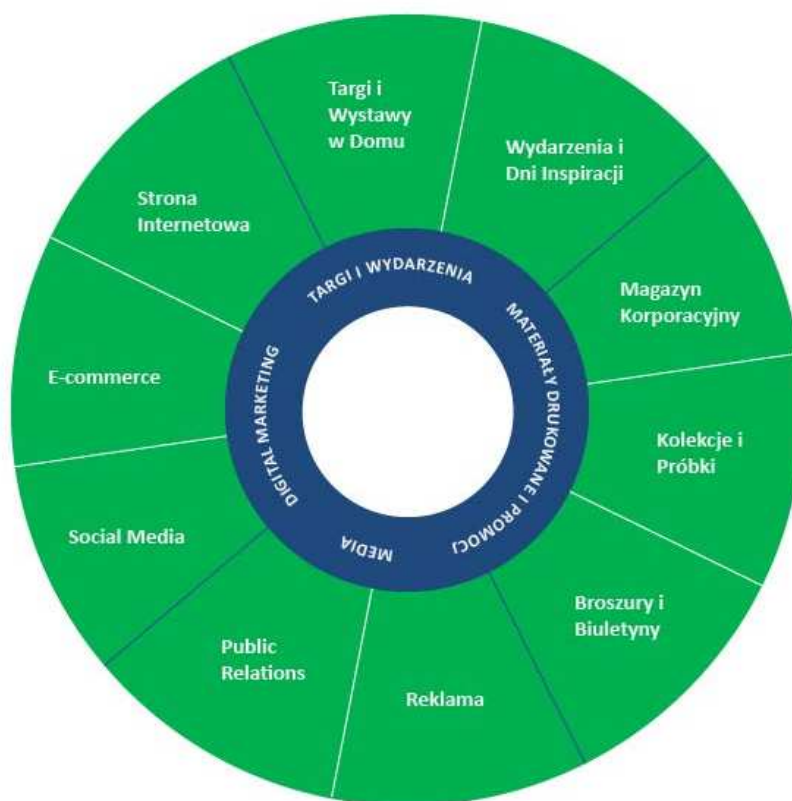 Targi i
Wystawy
w Domu
Wydarzenia i
Dni Inspiracji
Magazyn
Korporacyjny
Kolekcje i
Próbki
Broszury i
Biuletyny
Reklama
Public
Relations
Social Media
E-commerce
Strona
Internetowa
TARGI I WYDARZENIA
MATERIAŁY DRUKOWANE I PROMOCJ
MEDIA
DIGITAL MARKETING